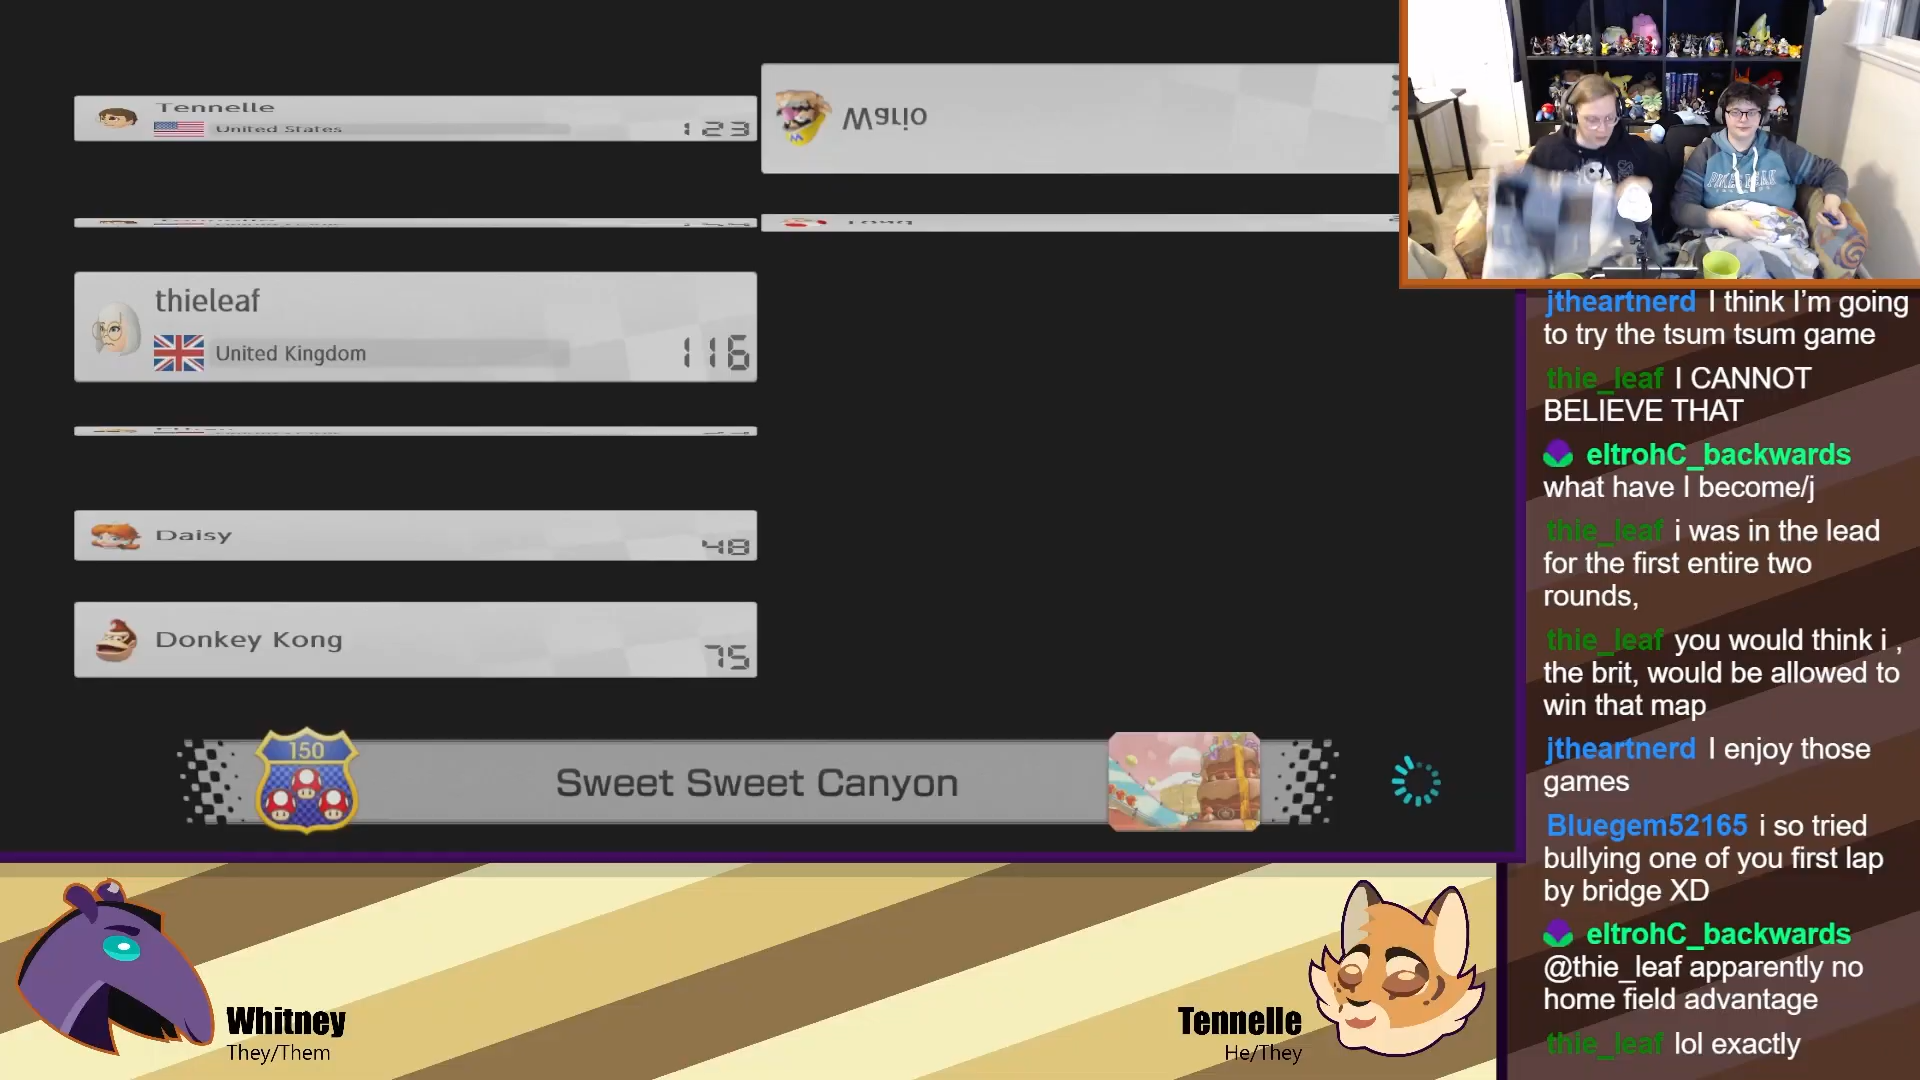 Tennelle
United States
123
Wario
thieleaf
United Kingdom
116
Daisy
48
Donkey Kong
75
150
Sweet Sweet Canyon
jtheartnerd I think I’m going
to try the tsum tsum game
thie_leaf I CANNOT
BELIEVE THAT
eltrohC_backwards
what have I become/j
thie_leaf i was in the lead
for the first entire two
rounds,
thie_leaf you would think i ,
the brit, would be allowed to
win that map
jtheartnerd I enjoy those
games
Bluegem52165 i so tried
bullying one of you first lap
by bridge XD
eltrohC_backwards
@thie_leaf apparently no
home field advantage
thie_leaf lol exactly
Whitney
They/Them
Tennelle
He/They